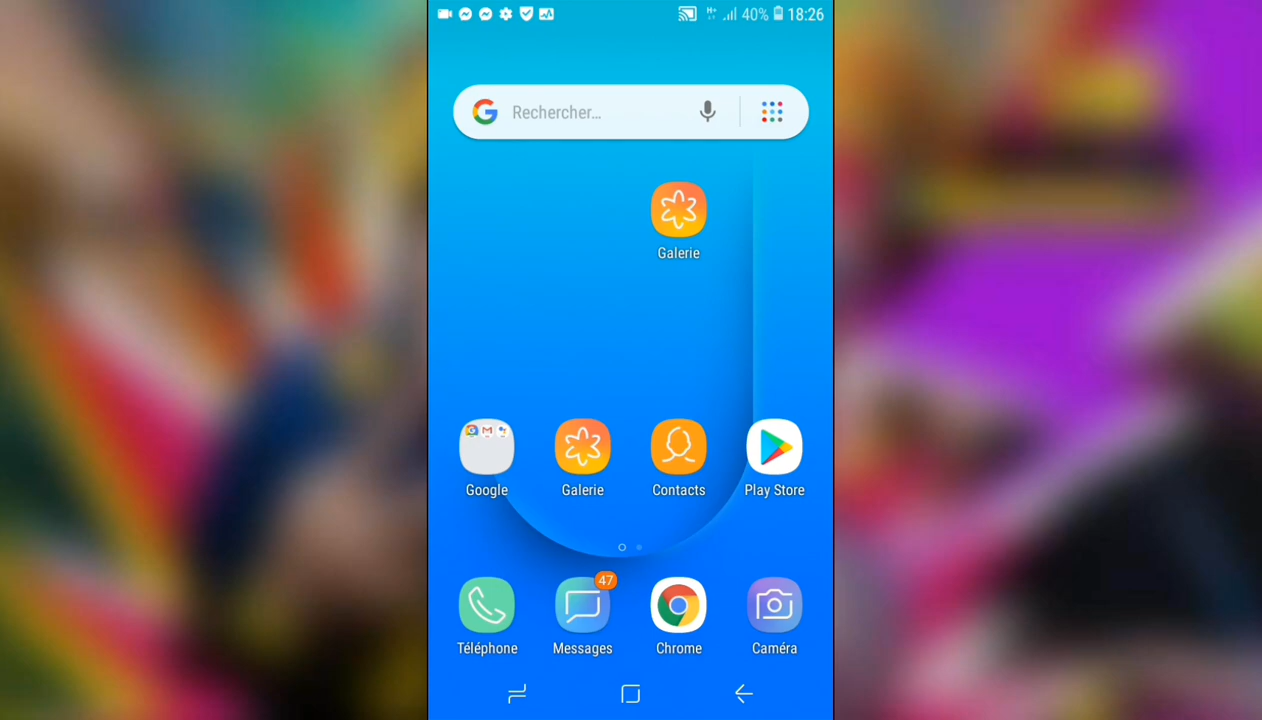 H+ 40% 18:26
Rechercher...
Galerie
Google Galerie Contacts Play Store
47
Téléphone Messages Chrome Caméra